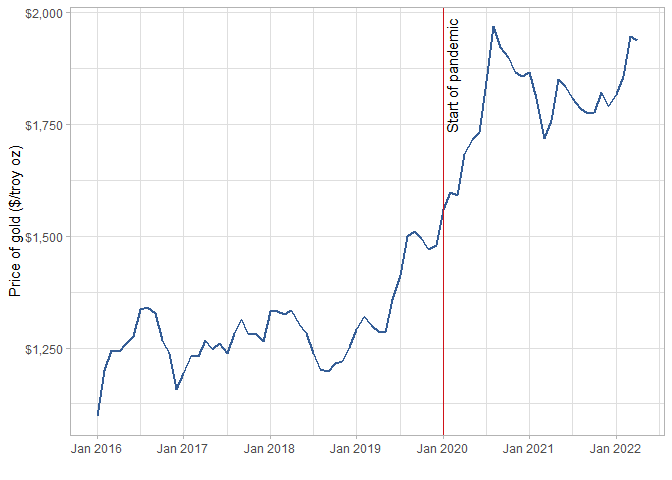 $2,000
$1,750
$1,500
$1,250
Price of gold ($/troy oz)
Start of pandemic
Jan 2016
Jan 2017
Jan 2018
Jan 2019
Jan 2020
Jan 2021
Jan 2022